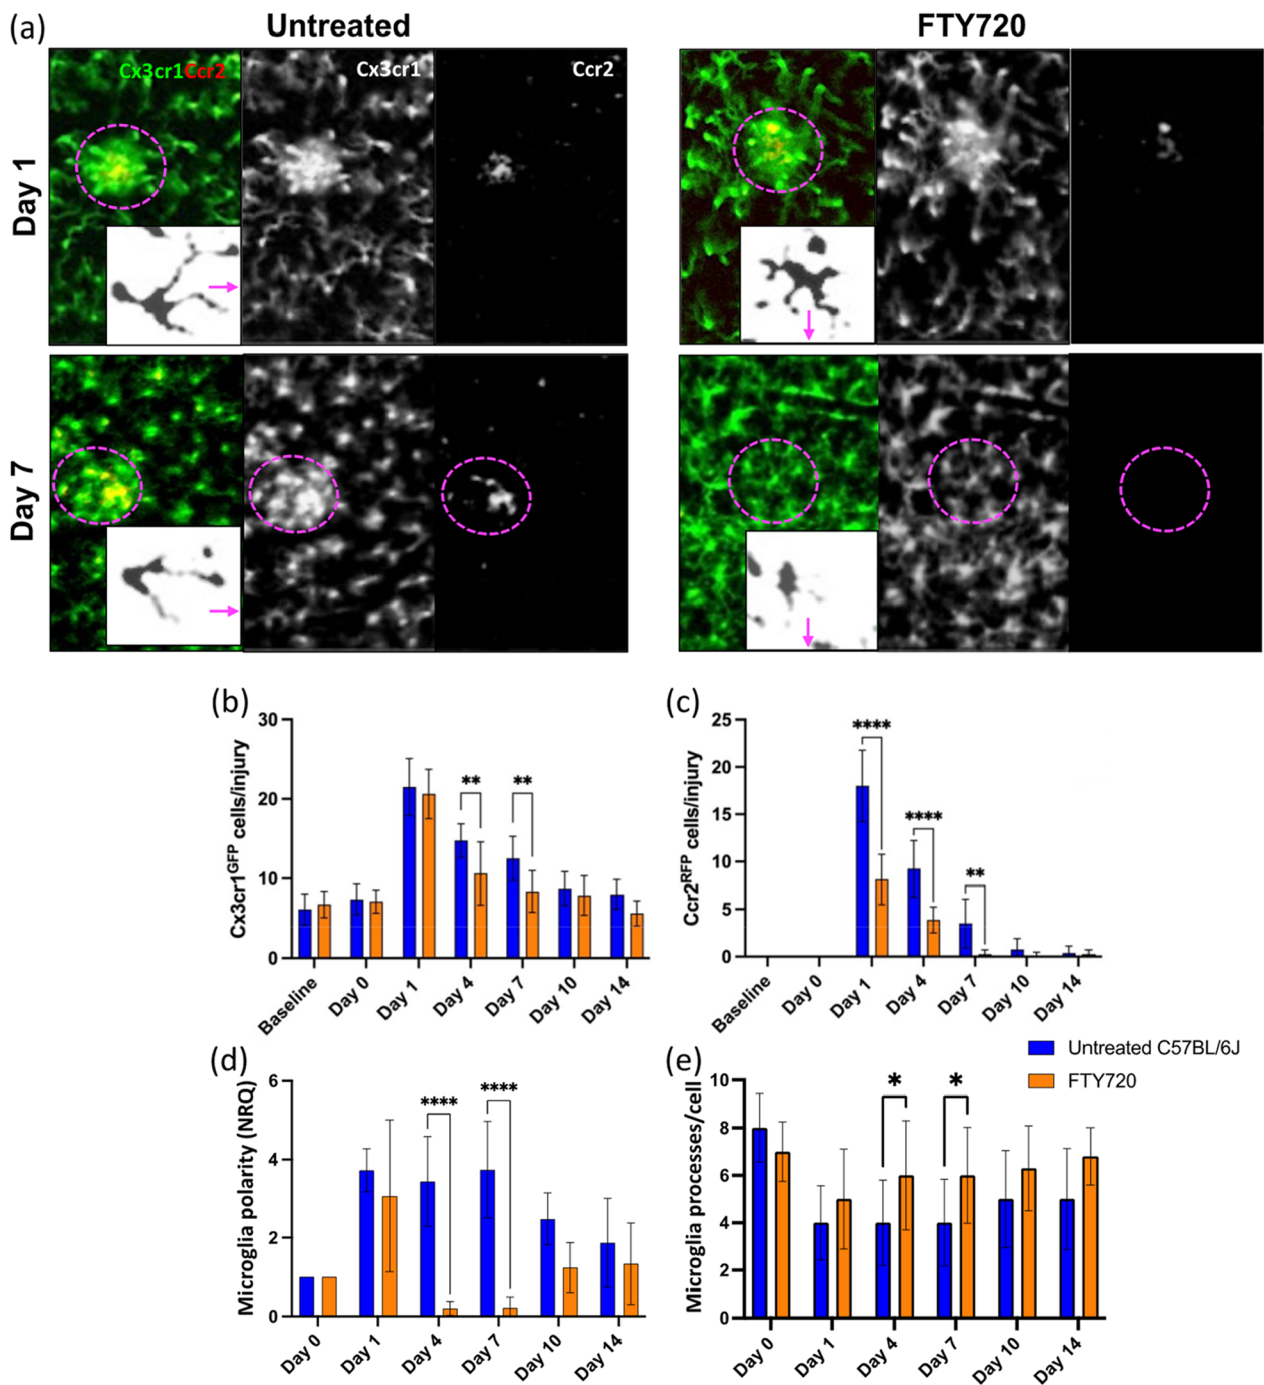 (a)
Untreated
FTY720
Cx3cr1Ccr2
Cx3cr1
Ccr2
Day 1
Day 7
(b)
Cx3cr1GFP cells/injury
30
20
10
0
**
**
Baseline
Day 0
Day 1
Day 4
Day 7
Day 10
Day 14
(c)
Ccr2RFP cells/injury
25
20
15
10
5
0
****
****
**
Baseline
Day 0
Day 1
Day 4
Day 7
Day 10
Day 14
(d)
Microglia polarity (NRQ)
6
4
2
0
****
****
Day 0
Day 1
Day 4
Day 7
Day 10
Day 14
(e)
Untreated C57BL/6J
FTY720
Microglia processes/cell
10
8
6
4
2
0
*
*
Day 0
Day 1
Day 4
Day 7
Day 10
Day 14